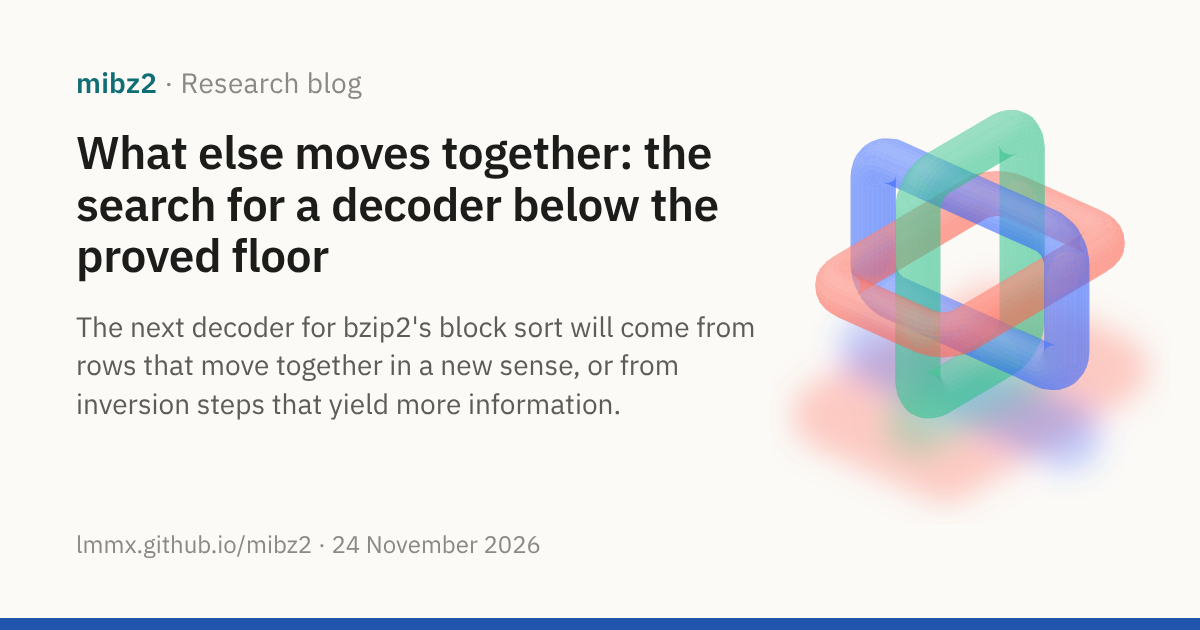 mibz2 · Research blog
What else moves together: the
search for a decoder below the
proved floor
The next decoder for bzip2's block sort will come from
rows that move together in a new sense, or from
inversion steps that yield more information.
lmmx.github.io/mibz2 · 24 November 2026